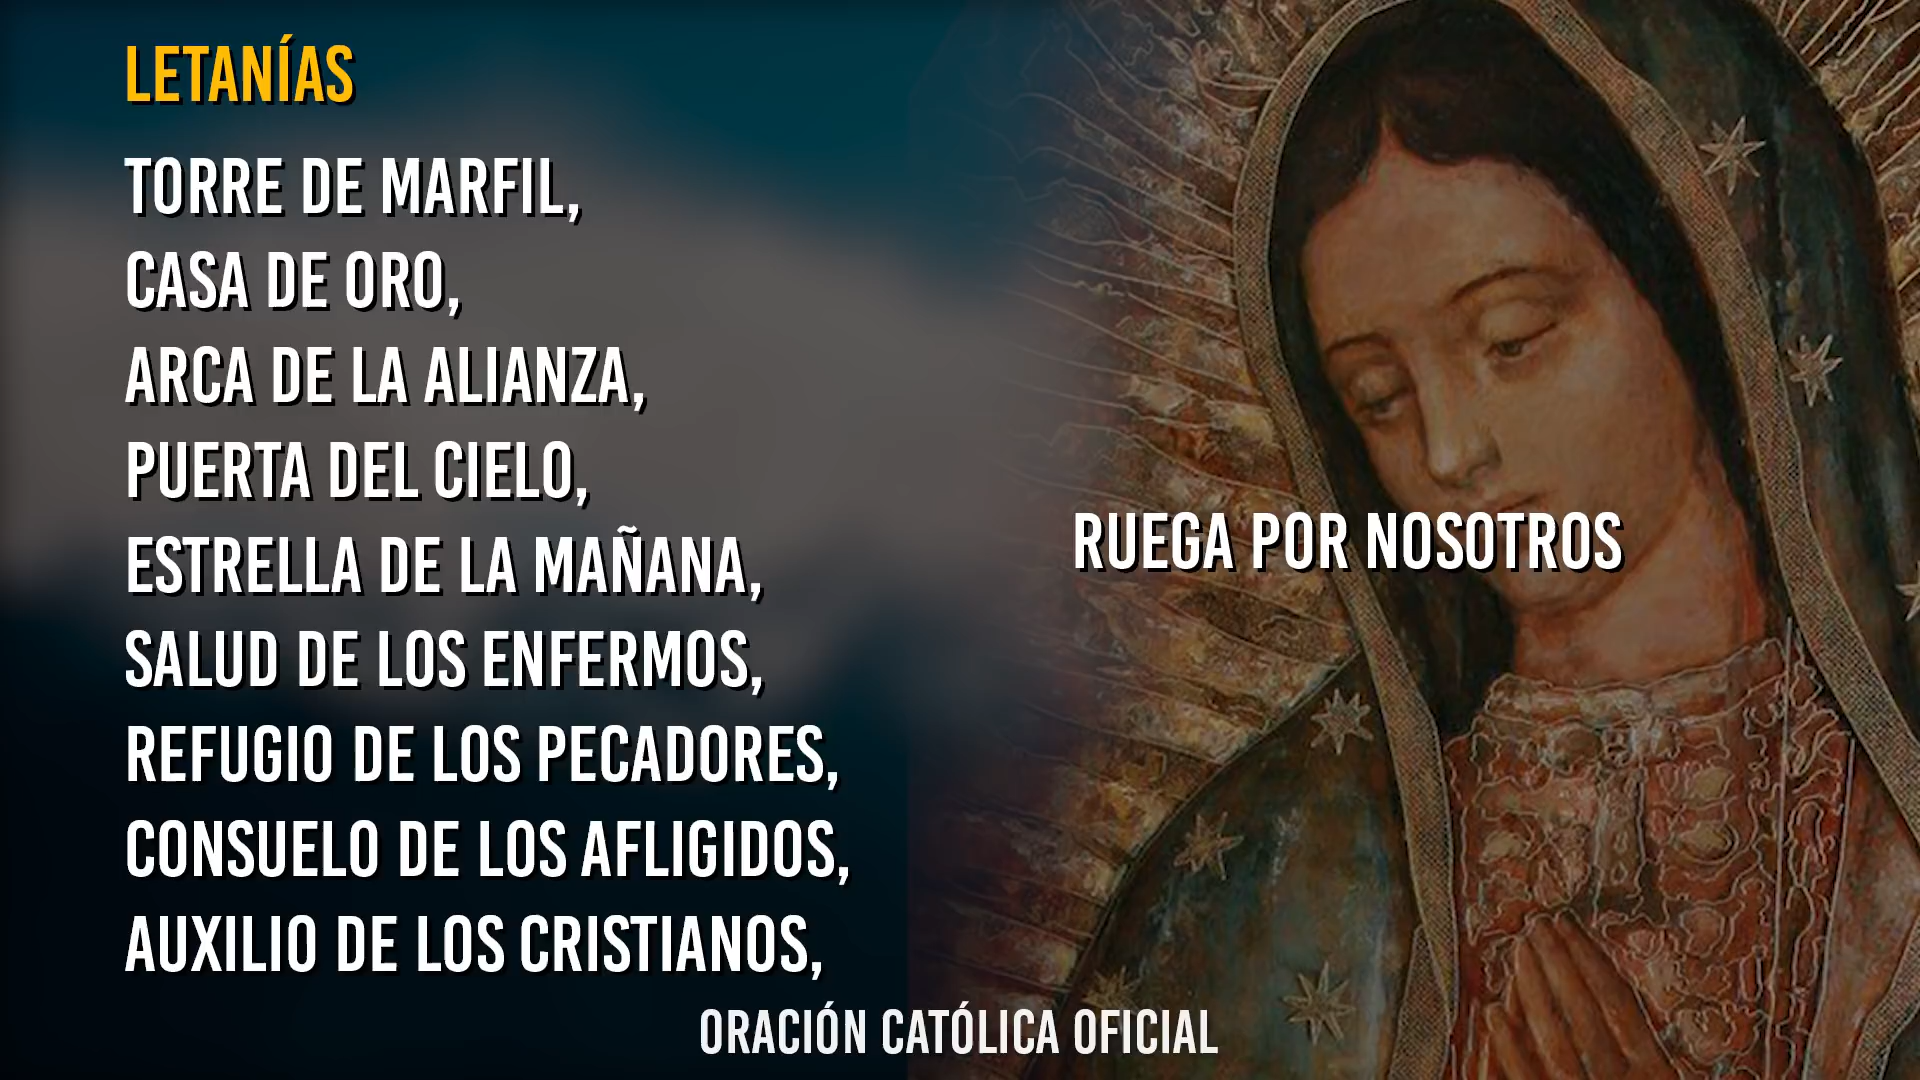 LETANÍAS
TORRE DE MARFIL,
CASA DE ORO,
ARCA DE LA ALIANZA,
PUERTA DEL CIELO,
ESTRELLA DE LA MAÑANA,
RUEGA POR NOSOTROS
SALUD DE LOS ENFERMOS,
REFUGIO DE LOS PECADORES,
CONSUELO DE LOS AFLIGIDOS,
AUXILIO DE LOS CRISTIANOS,
ORACIÓN CATÓLICA OFICIAL